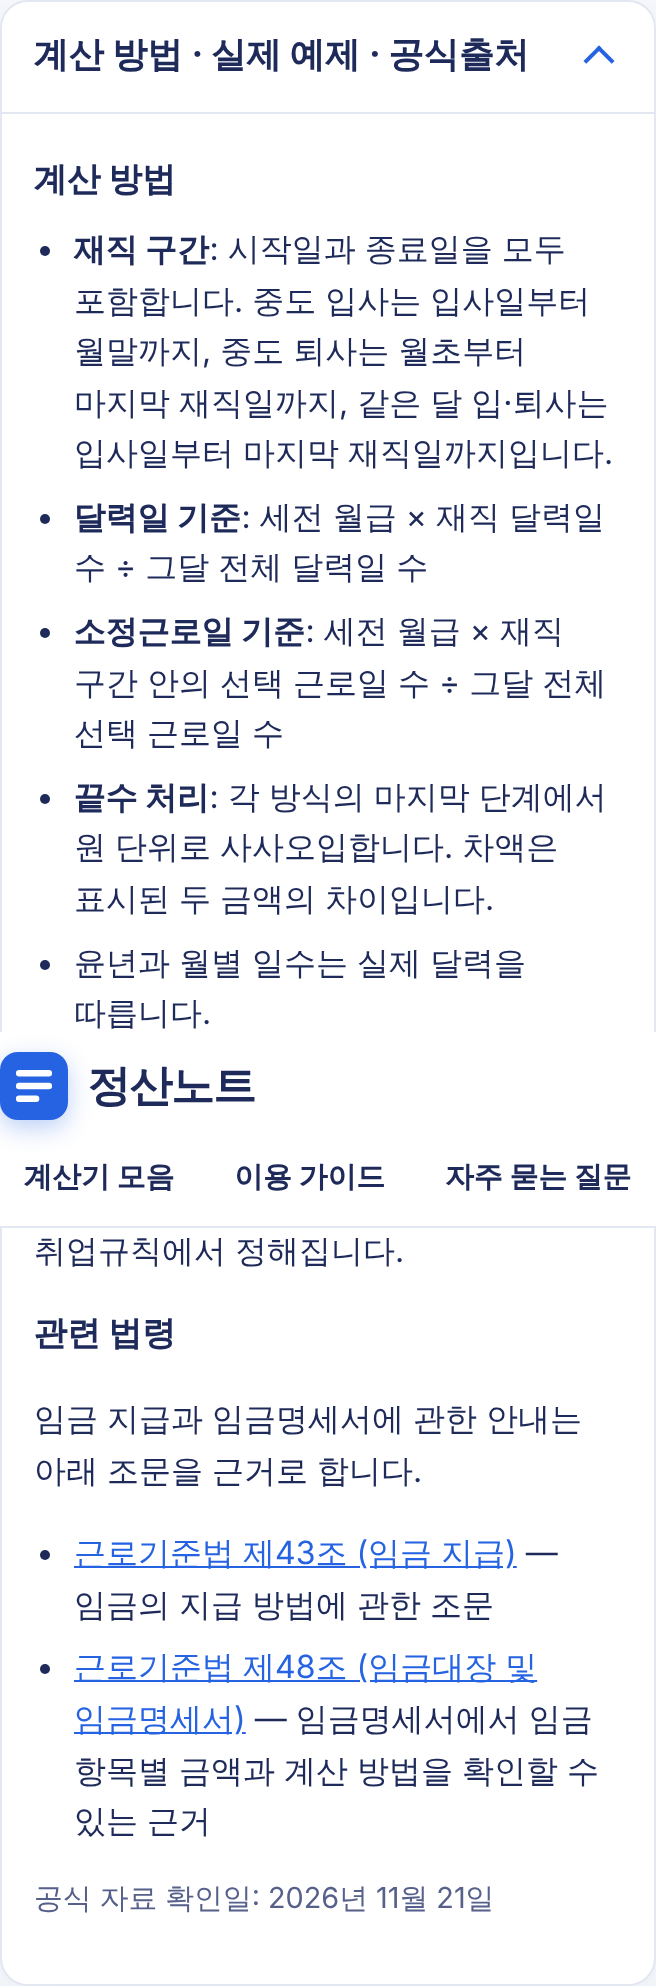 계산 방법 · 실제 예제 · 공식출처
계산 방법
• 재직 구간: 시작일과 종료일을 모두
포함합니다. 중도 입사는 입사일부터
월말까지, 중도 퇴사는 월초부터
마지막 재직일까지, 같은 달 입·퇴사는
입사일부터 마지막 재직일까지입니다.
• 달력일 기준: 세전 월급 × 재직 달력일
수 ÷ 그달 전체 달력일 수
• 소정근로일 기준: 세전 월급 × 재직
구간 안의 선택 근로일 수 ÷ 그달 전체
선택 근로일 수
• 끝수 처리: 각 방식의 마지막 단계에서
원 단위로 사사오입합니다. 차액은
표시된 두 금액의 차이입니다.
• 윤년과 월별 일수는 실제 달력을
따릅니다.
정산노트
계산기 모음 이용 가이드 자주 묻는 질문
취업규칙에서 정해집니다.
관련 법령
임금 지급과 임금명세서에 관한 안내는
아래 조문을 근거로 합니다.
• 근로기준법 제43조 (임금 지급) —
임금의 지급 방법에 관한 조문
• 근로기준법 제48조 (임금대장 및
임금명세서) — 임금명세서에서 임금
항목별 금액과 계산 방법을 확인할 수
있는 근거
공식 자료 확인일: 2026년 11월 21일